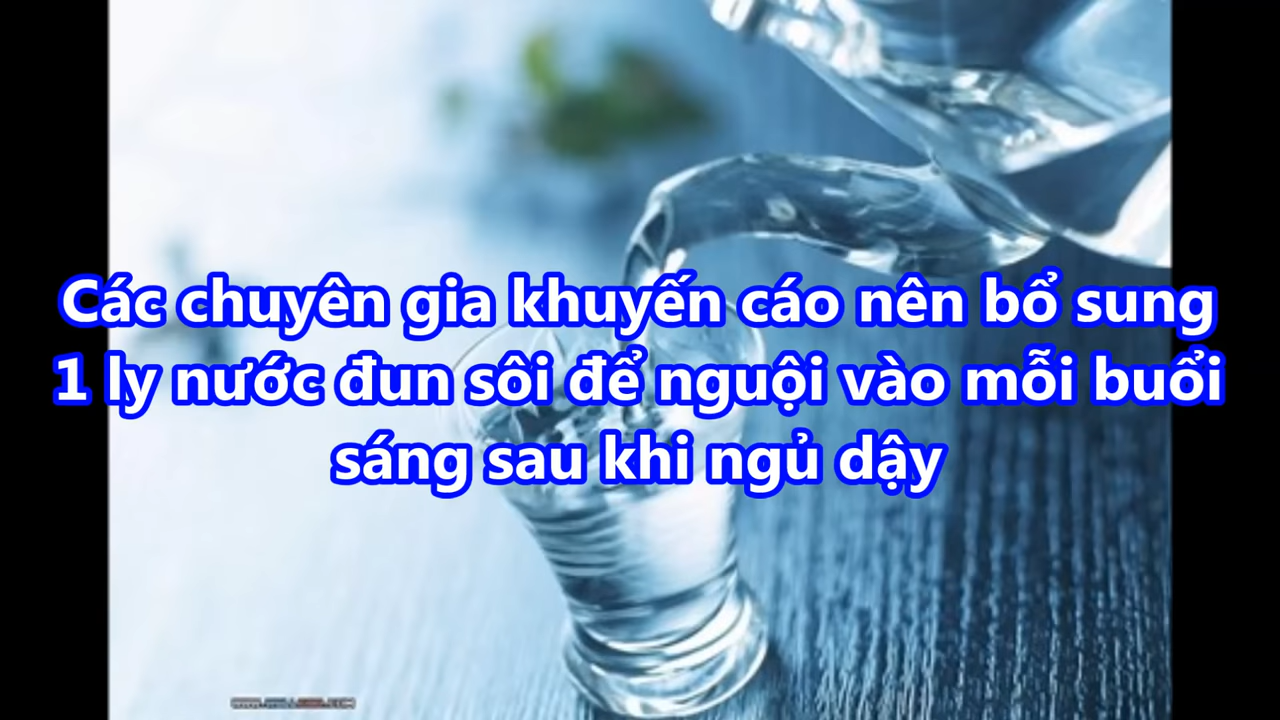 Các chuyên gia khuyến cáo nên bổ sung
1 ly nước đun sôi để nguội vào mỗi buổi
sáng sau khi ngủ dậy